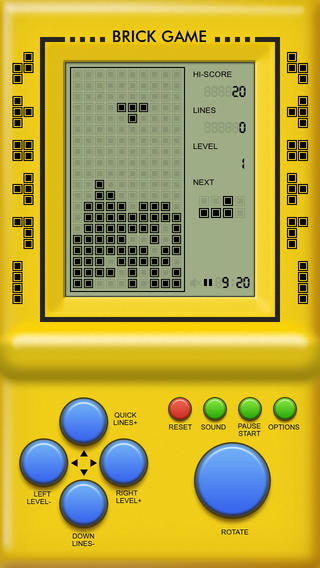 BRICK GAME
HI-SCORE
20
LINES
0
LEVEL
1
NEXT
9 20
QUICK
LINES+
LEFT
LEVEL-
RIGHT
LEVEL+
DOWN
LINES-
RESET
SOUND
PAUSE
START
OPTIONS
ROTATE